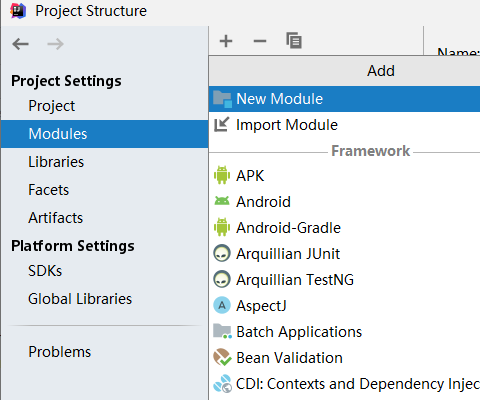 Project Structure
Name:
Add
Project Settings
Project
Modules
Libraries
Facets
Artifacts
Platform Settings
SDKs
Global Libraries
Problems
New Module
Import Module
Framework
APK
Android
Android-Gradle
Arquillian JUnit
Arquillian TestNG
A AspectJ
Batch Applications
Bean Validation
CDI: Contexts and Dependency Injec